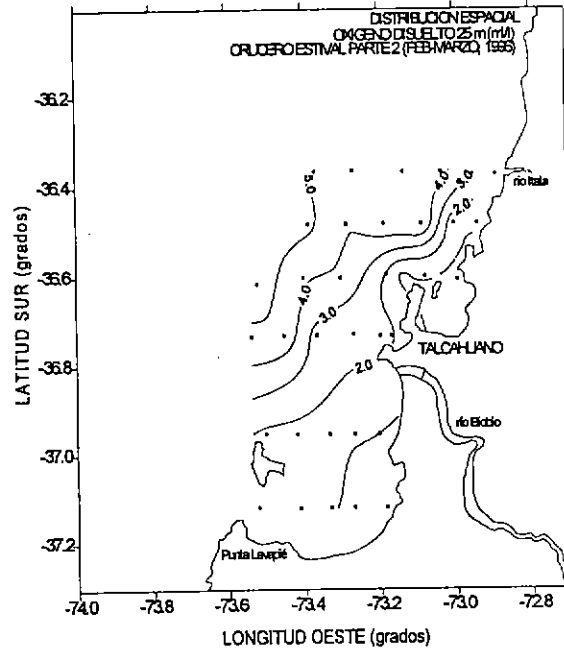 DISTRIBUCION ESPACIAL
OXIGENO DISUELTO 25 m (ml/l)
CRUCERO ESTIVAL PARTE 2 (FEB-MARZO, 1996)
-36.2
-36.4
-36.6
-36.8
-37.0
-37.2
LATITUD SUR (grados)
5.0
4.0
3.0
2.0
río Itata
4.0
3.0
TALCAHUANO
2.0
río Bíobío
Punta Lavapié
-74.0
-73.8
-73.6
-73.4
-73.2
-73.0
-72.8
LONGITUD OESTE (grados)